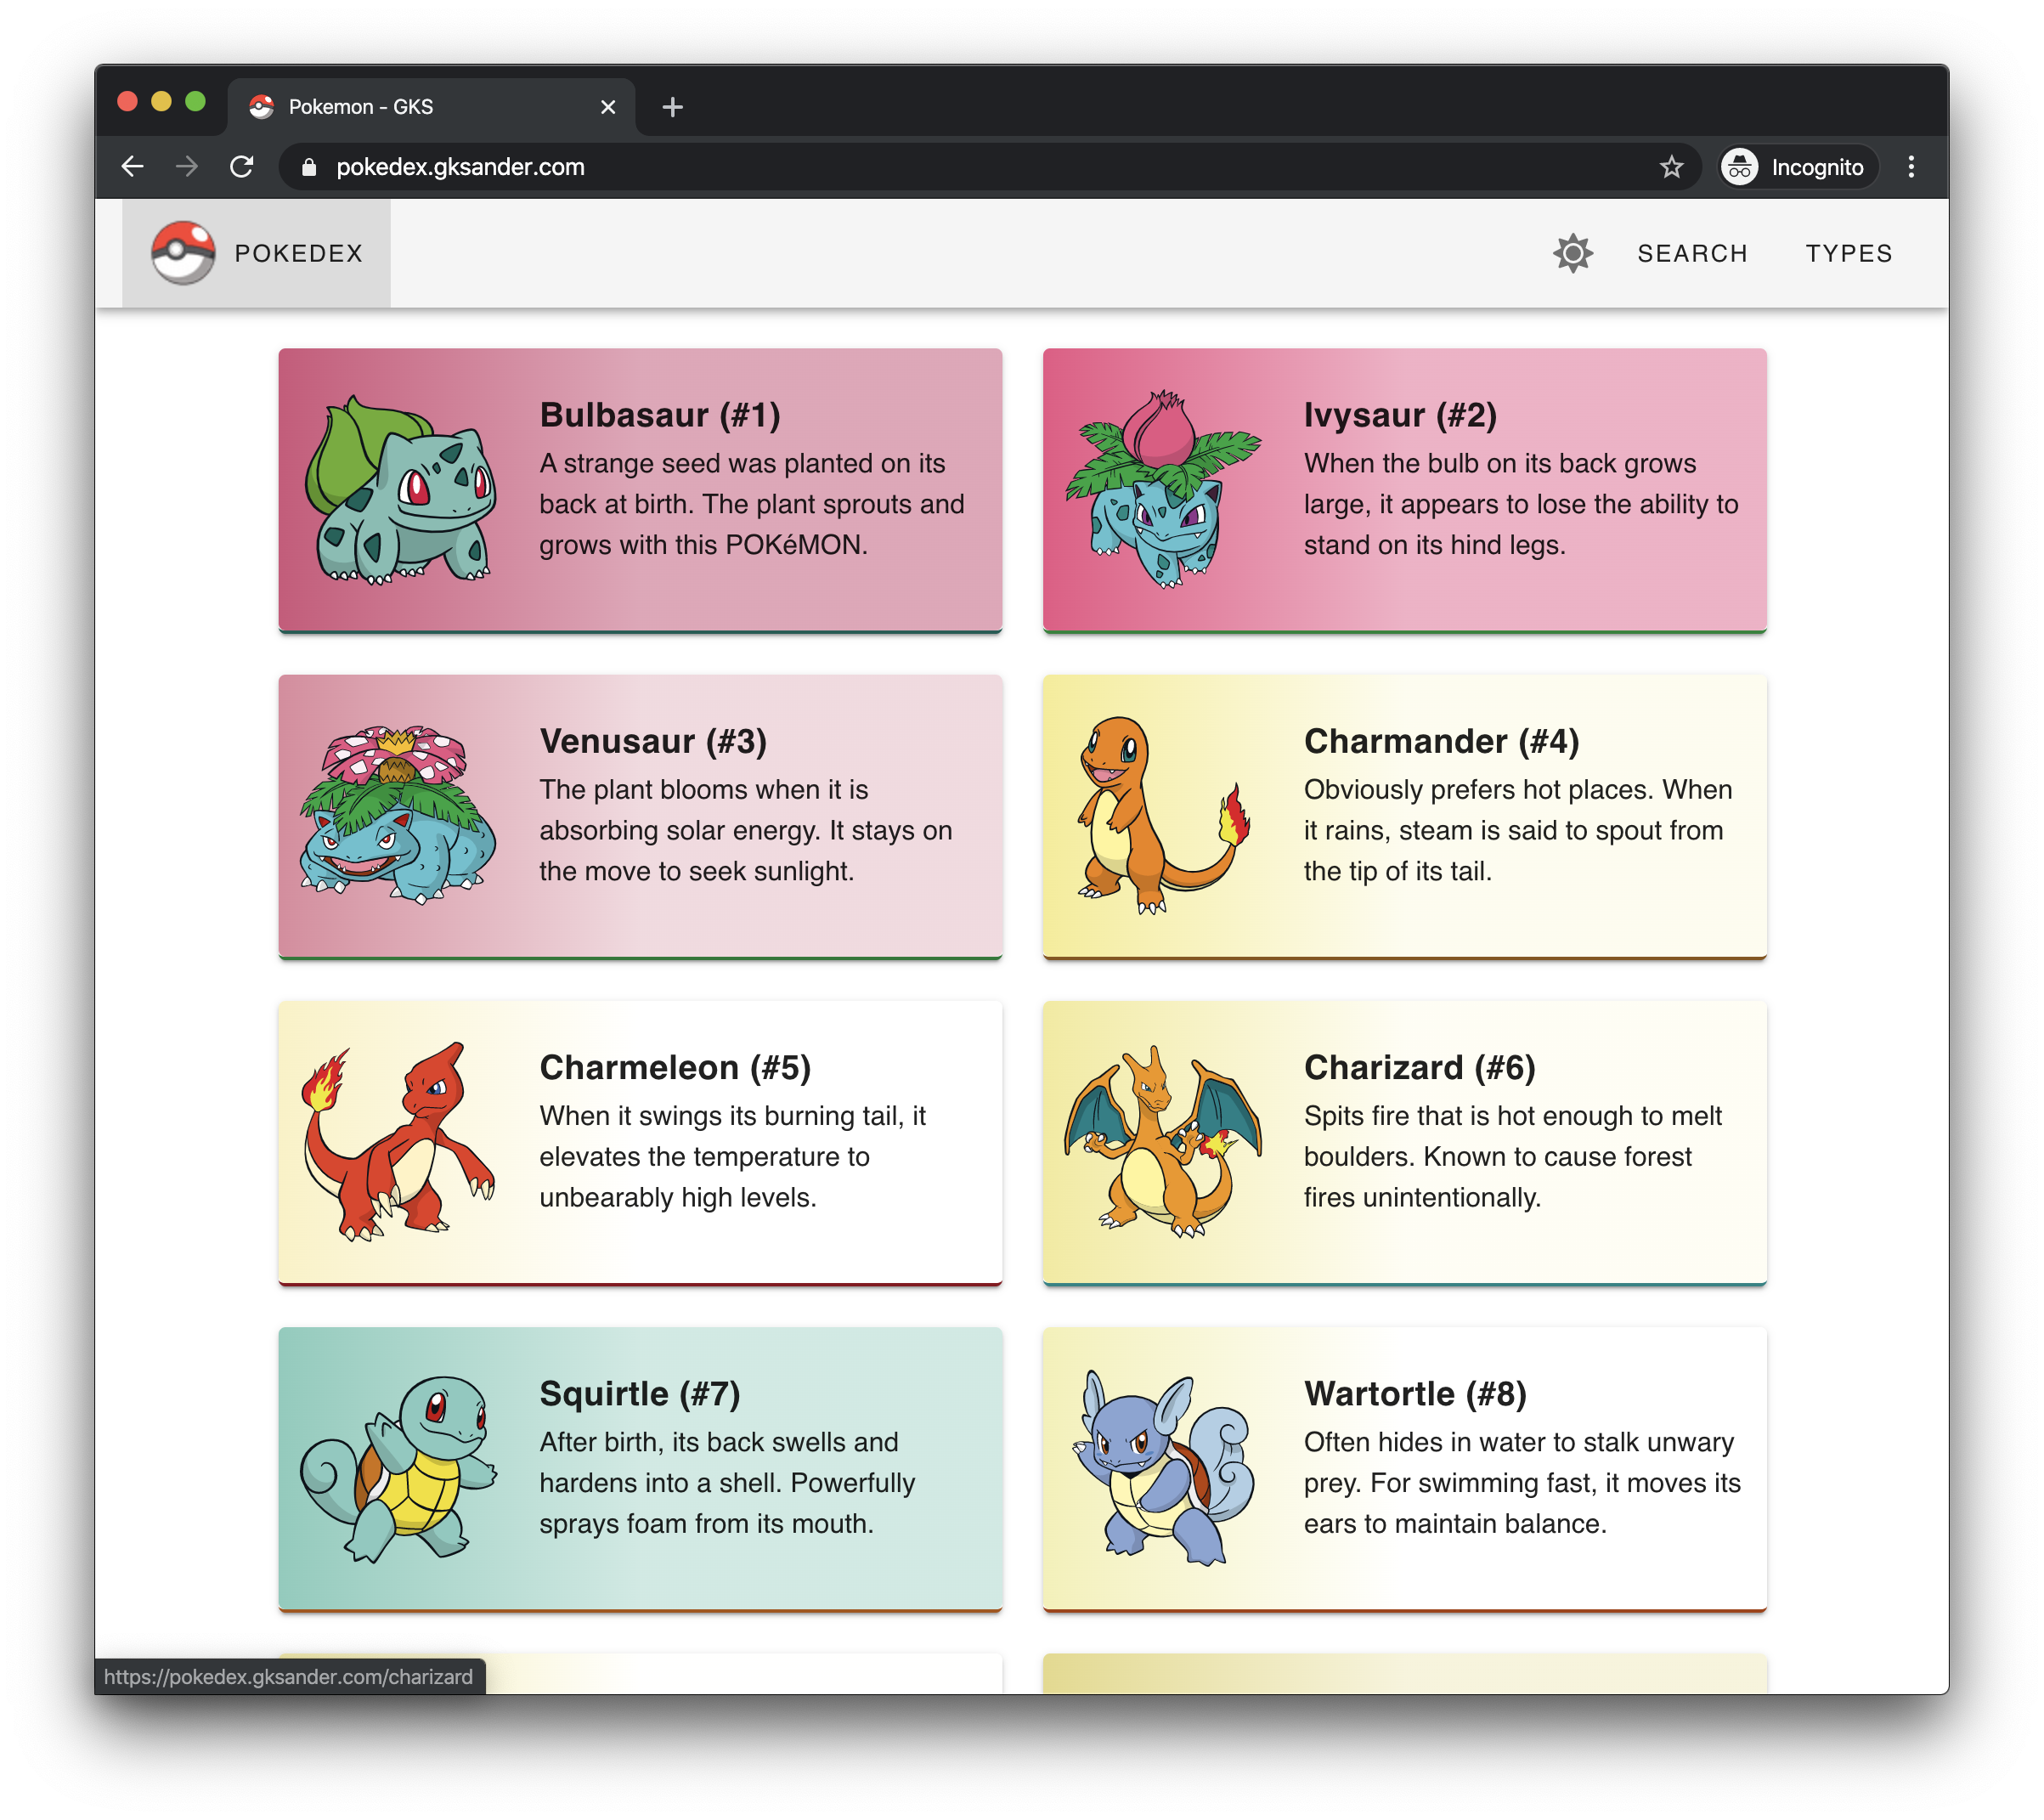 Pokemon - GKS
pokedex.gksander.com
Incognito
POKEDEX
SEARCH
TYPES
Bulbasaur (#1)
A strange seed was planted on its
back at birth. The plant sprouts and
grows with this POKéMON.
Ivysaur (#2)
When the bulb on its back grows
large, it appears to lose the ability to
stand on its hind legs.
Venusaur (#3)
The plant blooms when it is
absorbing solar energy. It stays on
the move to seek sunlight.
Charmander (#4)
Obviously prefers hot places. When
it rains, steam is said to spout from
the tip of its tail.
Charmeleon (#5)
When it swings its burning tail, it
elevates the temperature to
unbearably high levels.
Charizard (#6)
Spits fire that is hot enough to melt
boulders. Known to cause forest
fires unintentionally.
Squirtle (#7)
After birth, its back swells and
hardens into a shell. Powerfully
sprays foam from its mouth.
Wartortle (#8)
Often hides in water to stalk unwary
prey. For swimming fast, it moves its
ears to maintain balance.
https://pokedex.gksander.com/charizard